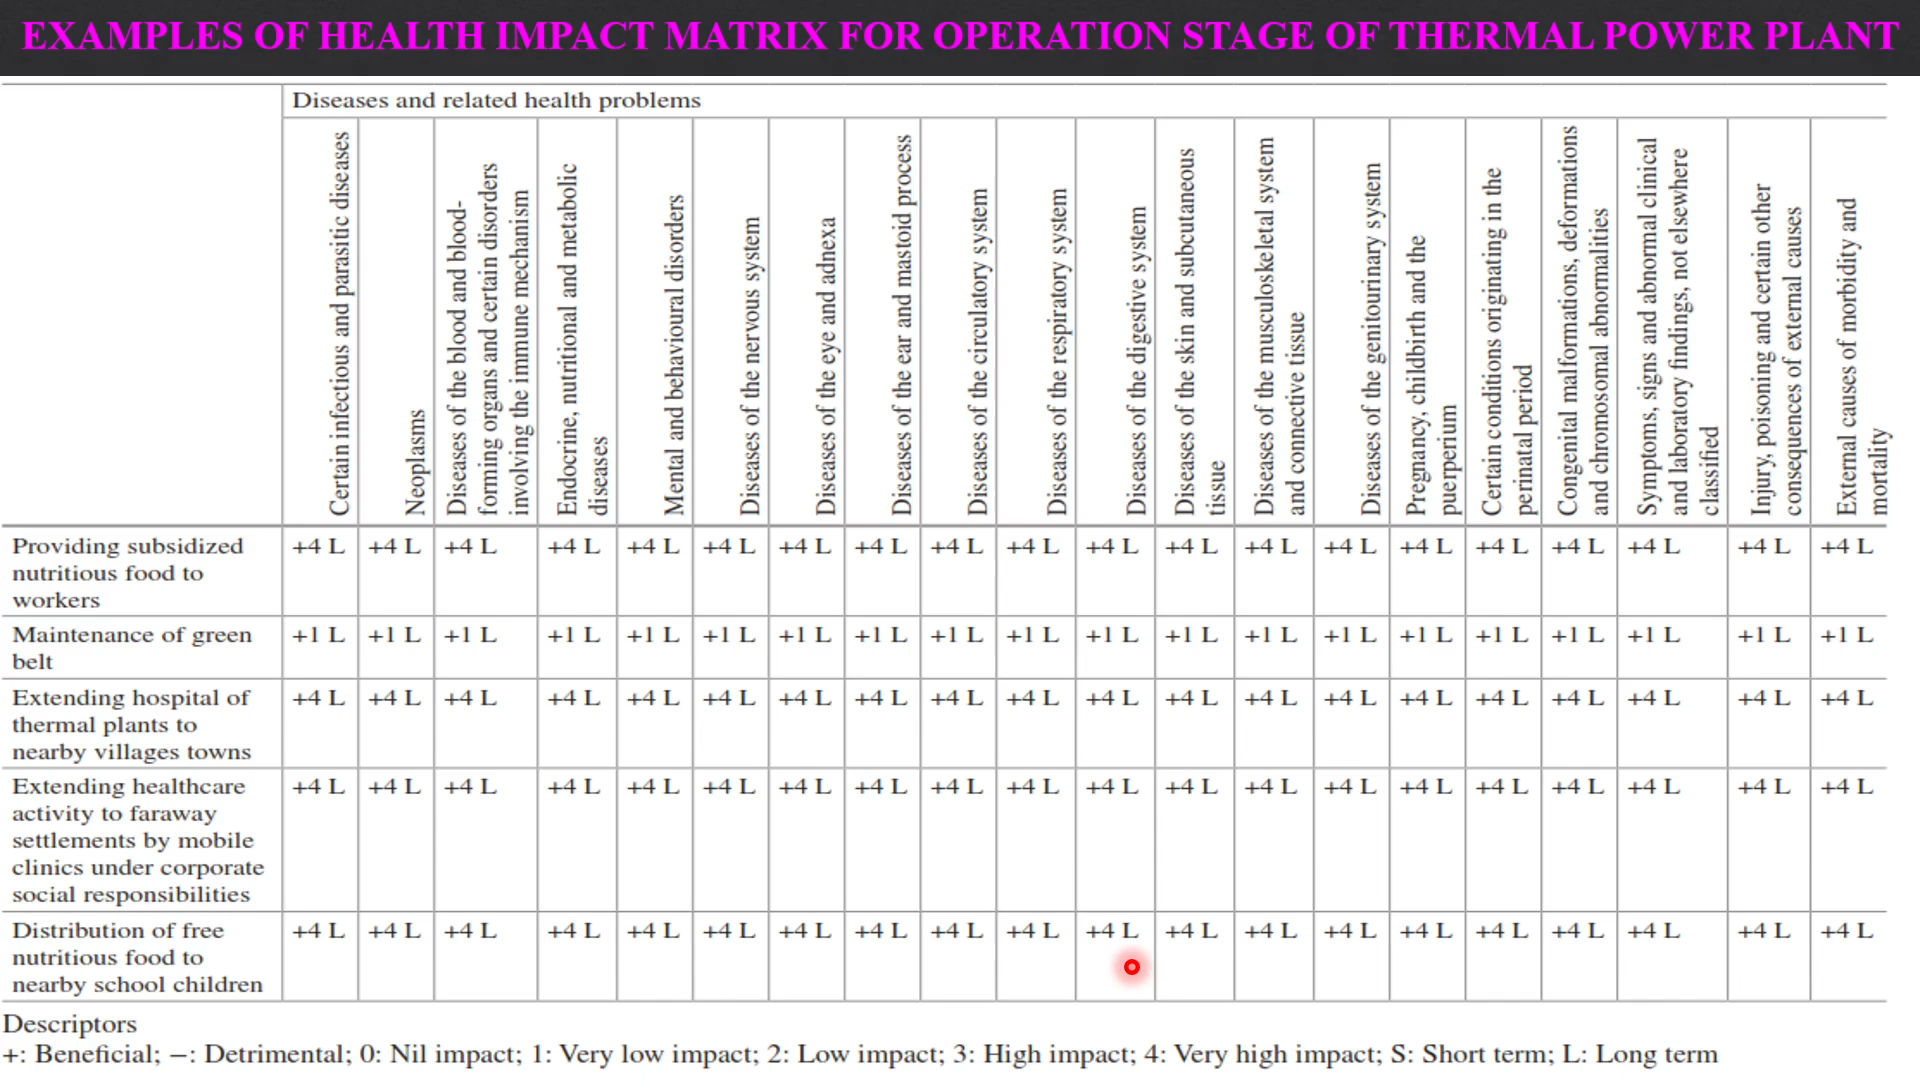 EXAMPLES OF HEALTH IMPACT MATRIX FOR OPERATION STAGE OF THERMAL POWER PLANT
Diseases and related health problems
Certain infectious and parasitic diseases
Neoplasms
Diseases of the blood and blood-
forming organs and certain disorders
involving the immune mechanism
Endocrine, nutritional and metabolic
diseases
Mental and behavioural disorders
Diseases of the nervous system
Diseases of the eye and adnexa
Diseases of the ear and mastoid process
Diseases of the circulatory system
Diseases of the respiratory system
Diseases of the digestive system
Diseases of the skin and subcutaneous
tissue
Diseases of the musculoskeletal system
and connective tissue
Diseases of the genitourinary system
Pregnancy, childbirth and the
puerperium
Certain conditions originating in the
perinatal period
Congenital malformations, deformations
and chromosomal abnormalities
Symptoms, signs and abnormal clinical
and laboratory findings, not elsewhere
classified
Injury, poisoning and certain other
consequences of external causes
External causes of morbidity and
mortality
Providing subsidized +4 L +4 L +4 L +4 L +4 L +4 L +4 L +4 L +4 L +4 L +4 L +4 L +4 L +4 L +4 L +4 L +4 L +4 L +4 L +4 L
nutritious food to
workers
Maintenance of green +1 L +1 L +1 L +1 L +1 L +1 L +1 L +1 L +1 L +1 L +1 L +1 L +1 L +1 L +1 L +1 L +1 L +1 L +1 L +1 L
belt
Extending hospital of +4 L +4 L +4 L +4 L +4 L +4 L +4 L +4 L +4 L +4 L +4 L +4 L +4 L +4 L +4 L +4 L +4 L +4 L +4 L +4 L
thermal plants to
nearby villages towns
Extending healthcare +4 L +4 L +4 L +4 L +4 L +4 L +4 L +4 L +4 L +4 L +4 L +4 L +4 L +4 L +4 L +4 L +4 L +4 L +4 L +4 L
activity to faraway
settlements by mobile
clinics under corporate
social responsibilities
Distribution of free +4 L +4 L +4 L +4 L +4 L +4 L +4 L +4 L +4 L +4 L +4 L +4 L +4 L +4 L +4 L +4 L +4 L +4 L +4 L +4 L
nutritious food to
nearby school children
Descriptors
+: Beneficial; −: Detrimental; 0: Nil impact; 1: Very low impact; 2: Low impact; 3: High impact; 4: Very high impact; S: Short term; L: Long term